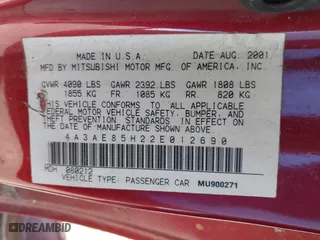 MADE IN U.S.A. DATE AUG. 2001
MFD BY MITSUBISHI MOTOR MFG. OF AMERICA, INC.
GVWR 4090 LBS GAWR 2392 LBS GAWR 1808 LBS
1855 KG FR 1085 KG RR 820 KG
THIS VEHICLE CONFORMS TO ALL APPLICABLE
FEDERAL MOTOR VEHICLE SAFETY, BUMPER, AND
THEFT PREVENTION STANDARDS IN EFFECT ON
THE DATE OF MANUFACTURE SHOWN ABOVE.
4A3AE85H22E012690
MDH 080212
VEHICLE TYPE: PASSENGER CAR MU900271
© DREAMBID